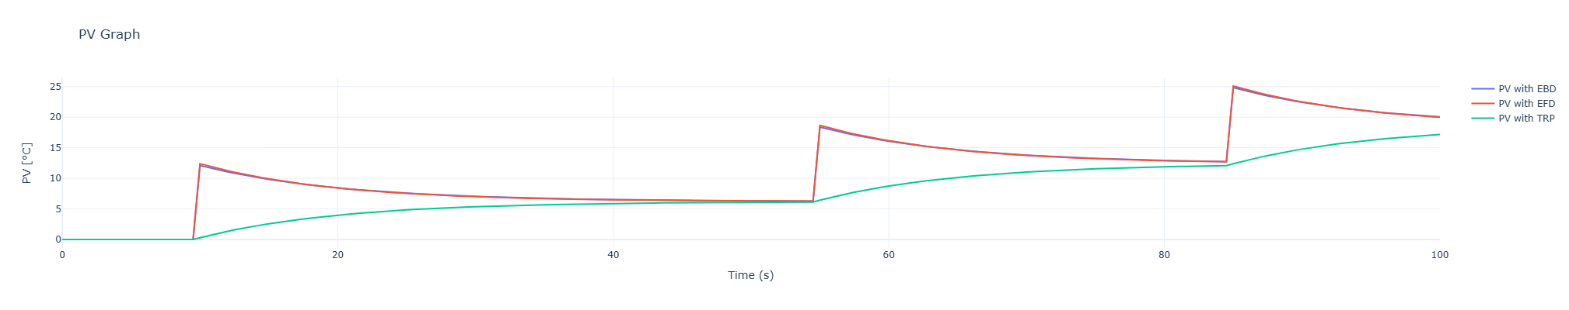 PV Graph
25
20
15
10
5
0
PV [°C]
0 20 40 60 80 100
Time (s)
PV with EBD
PV with EFD
PV with TRP